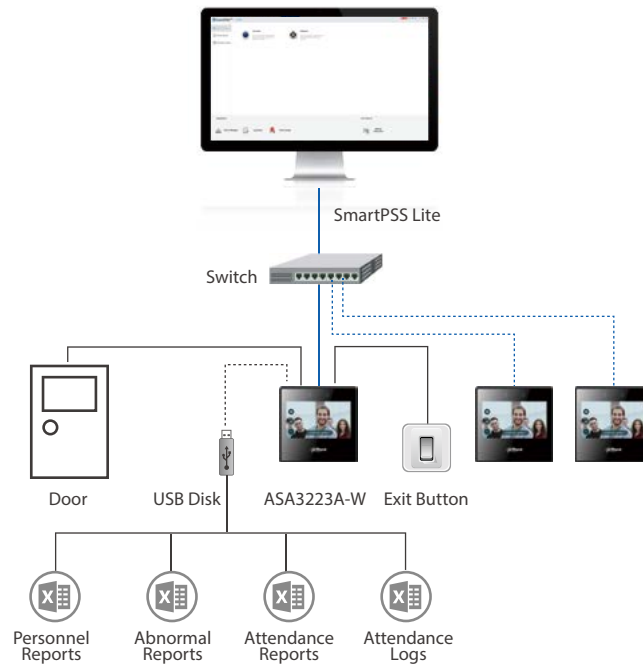 SmartPSS Lite
Switch
Door
USB Disk
ASA3223A-W
Exit Button
Personnel
Reports
Abnormal
Reports
Attendance
Reports
Attendance
Logs